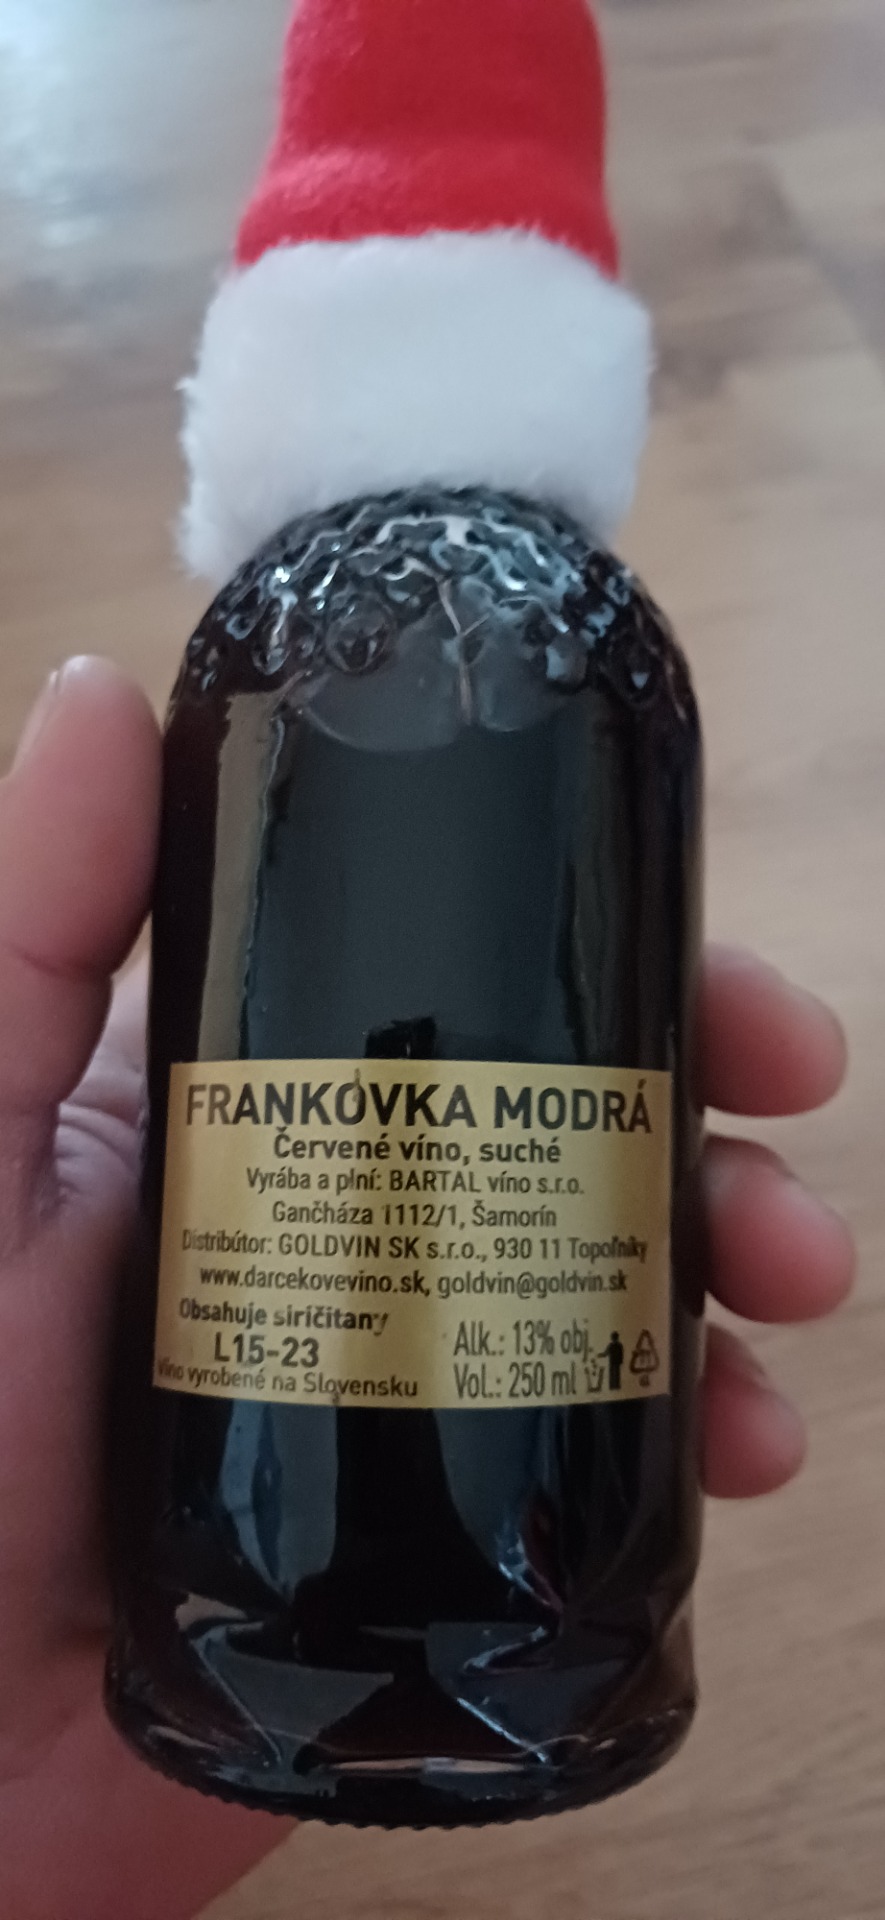 FRANKOVKA MODRÁ
Červené víno, suché
Vyrába a plní: BARTAL víno s.r.o.
Gančháza 1112/1, Šamorín
Distribútor: GOLDVIN SK s.r.o., 930 11 Topoľníky
www.darcekovevino.sk, goldvin@goldvin.sk
Obsahuje siričitany
L15-23
Víno vyrobené na Slovensku
Alk.: 13% obj.
Vol.: 250 ml